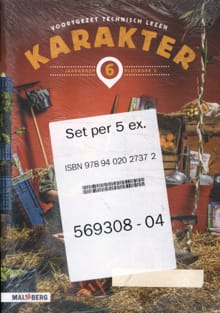 VOORTGEZET TECHNISCH LEZEN
KARAKTER
6
Set per 5 ex.
ISBN 978 94 020 2737 2
569308 - 04
MALMBERG